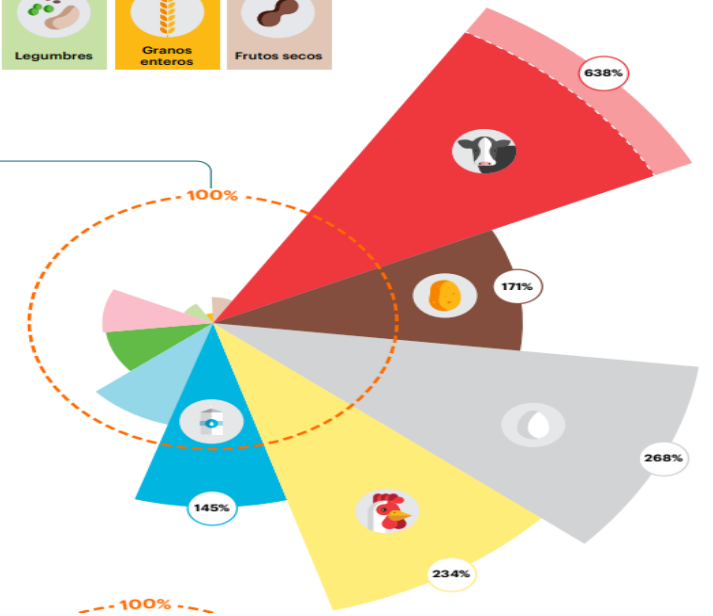 Legumbres
Granos
enteros
Frutos secos
638%
100%
171%
268%
145%
234%
100%